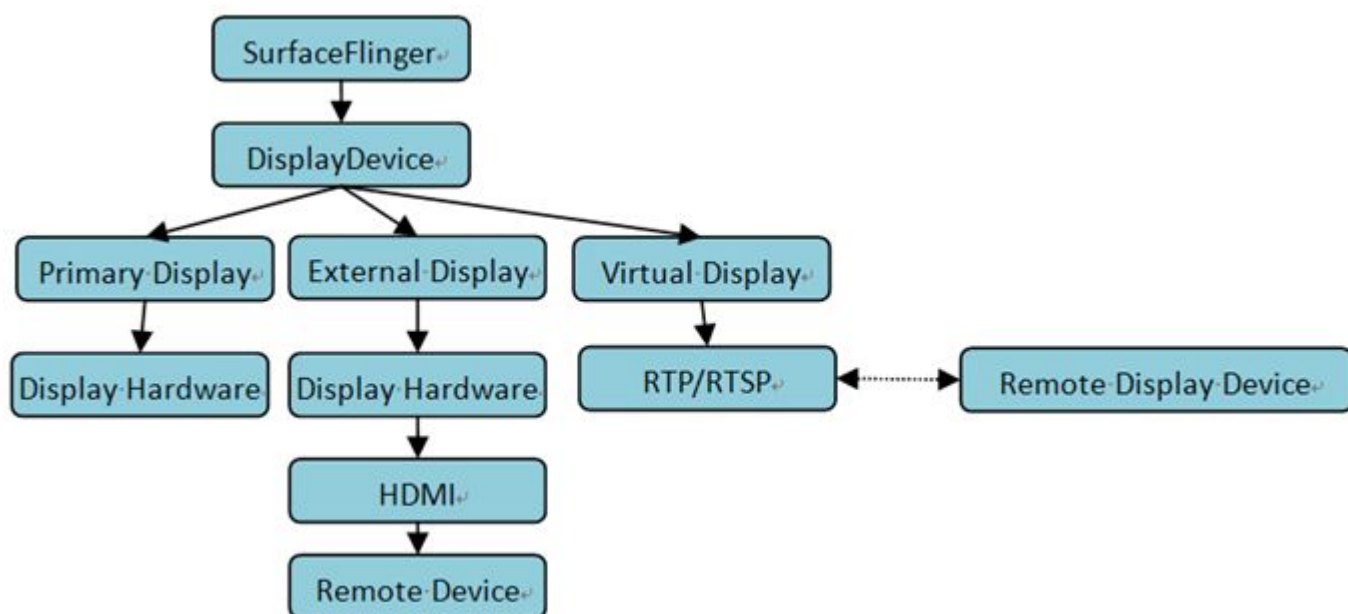 SurfaceFlinger
DisplayDevice
Primary Display
External Display
Virtual Display
Display Hardware
Display Hardware
RTP/RTSP
Remote Display Device
HDMI
Remote Device